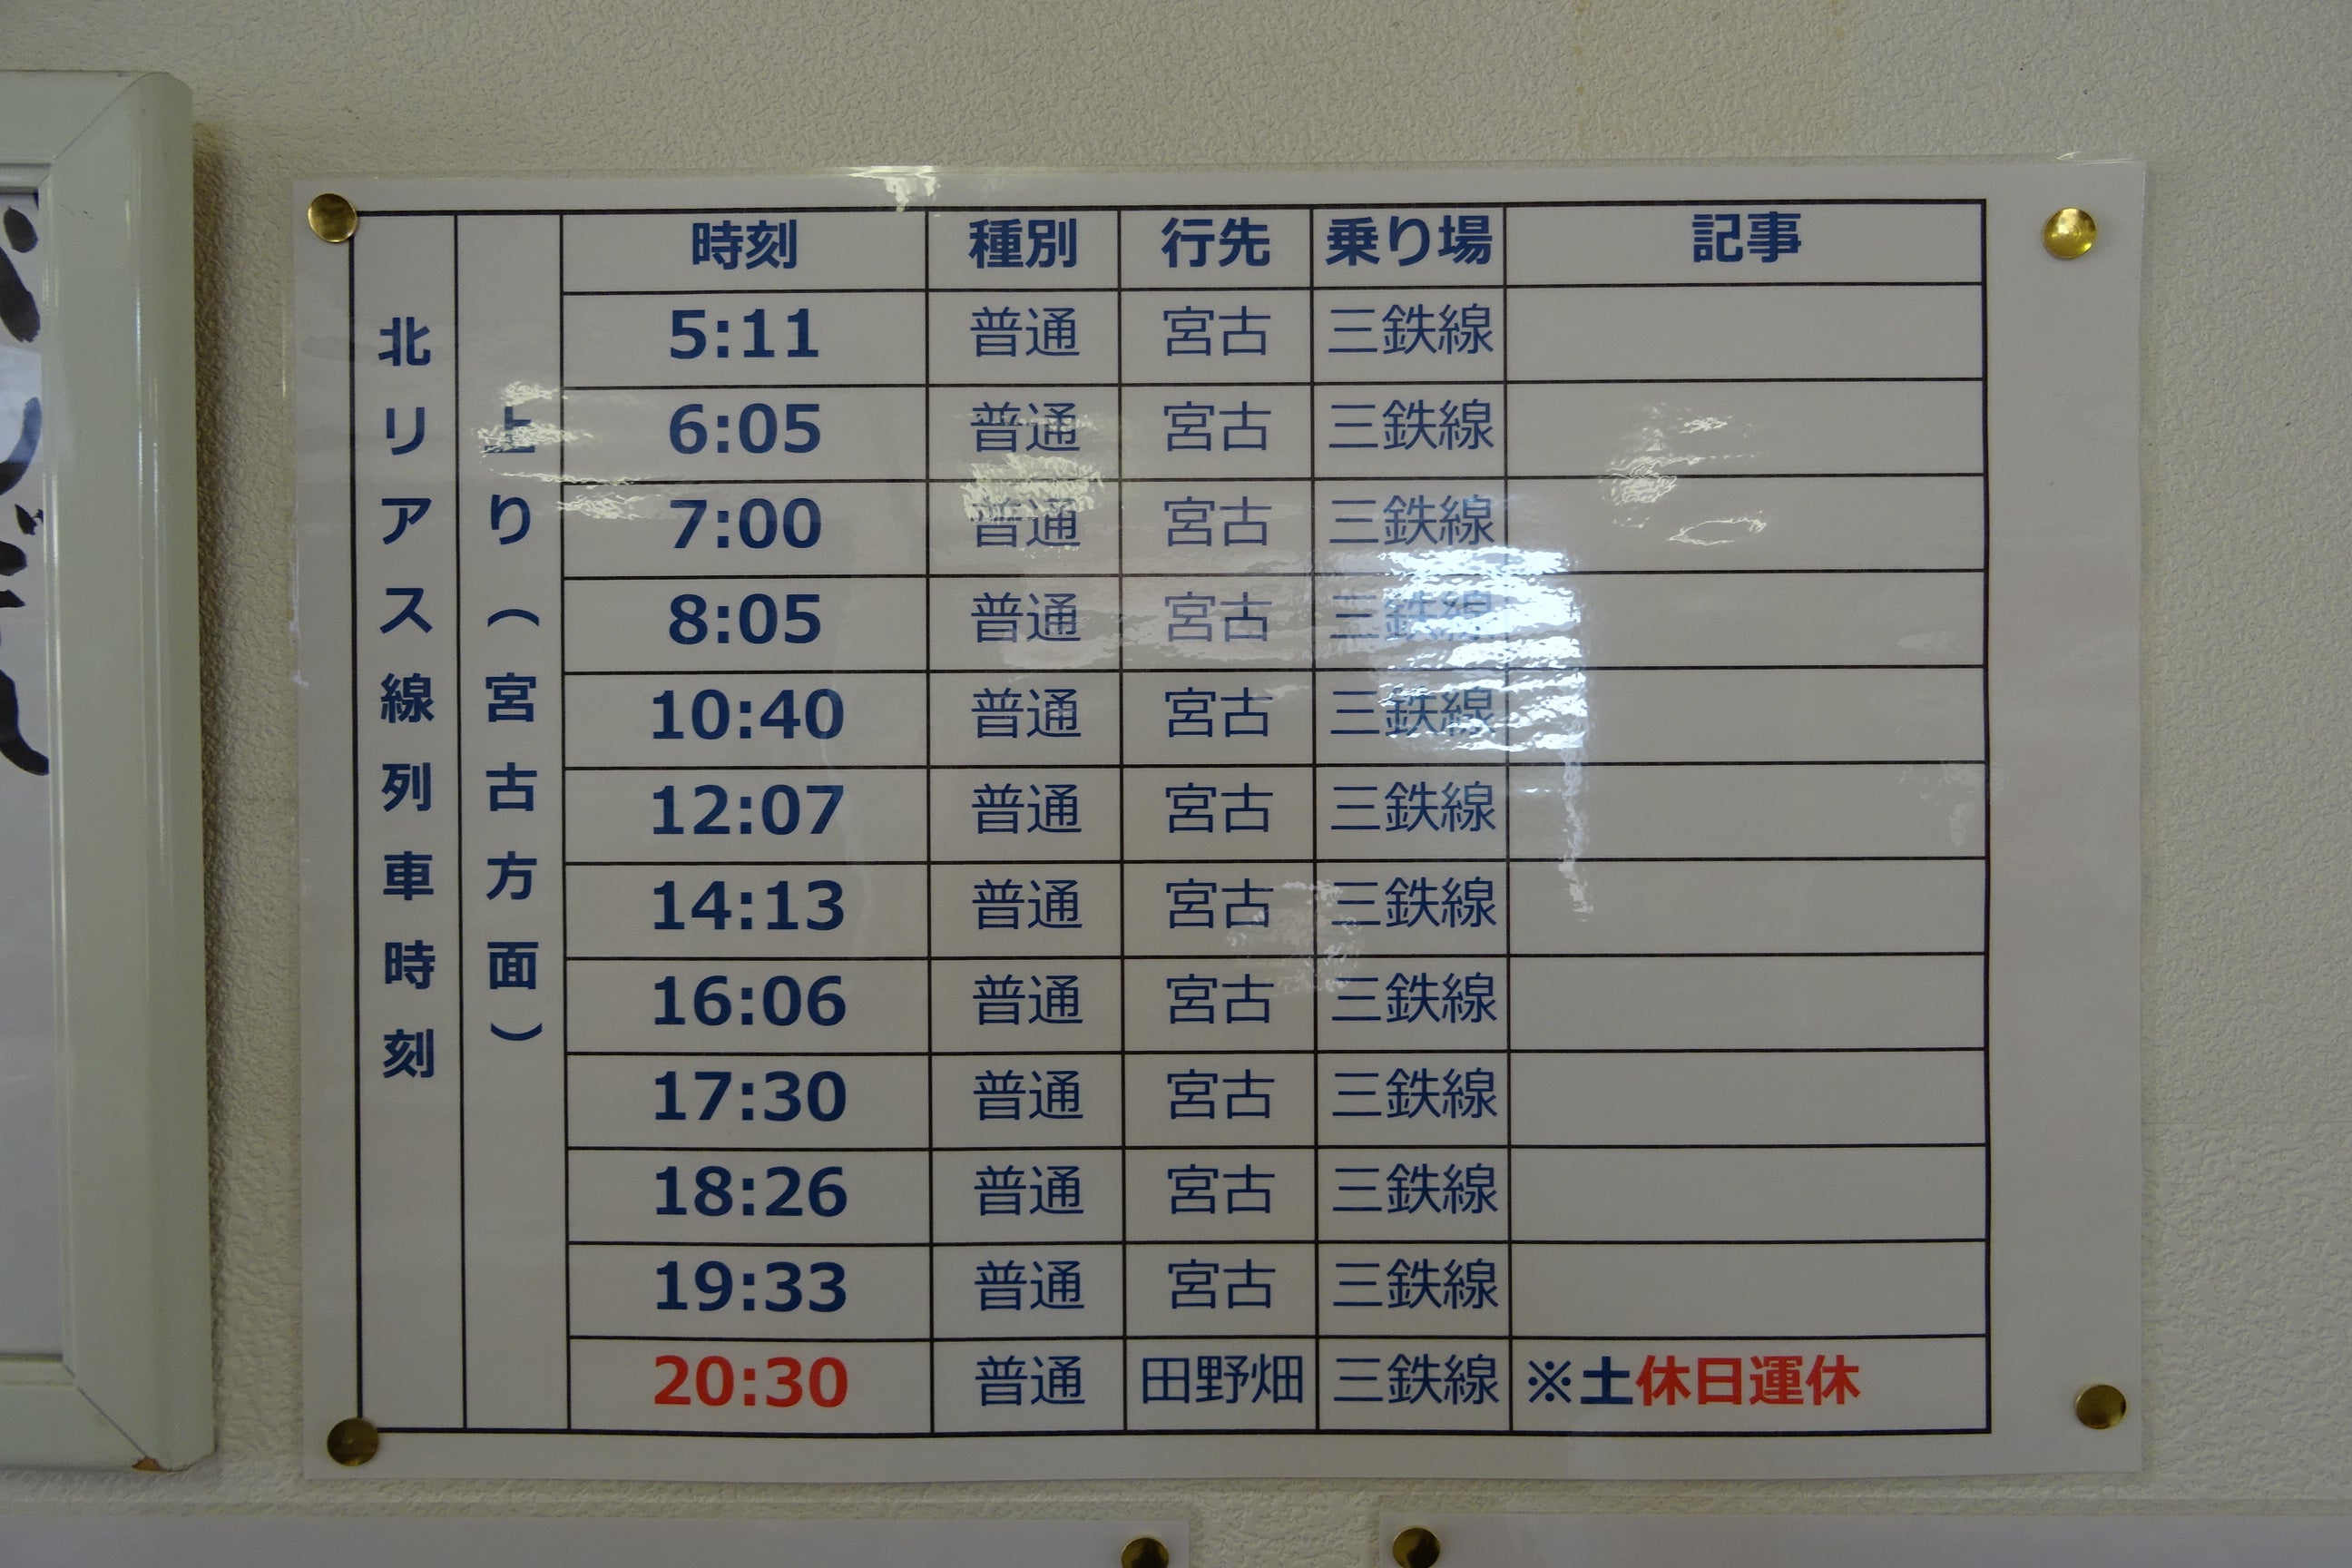 北リアス線列車時刻
上り（宮古方面）
時刻 種別 行先 乗り場 記事
5:11 普通 宮古 三鉄線
6:05 普通 宮古 三鉄線
7:00 普通 宮古 三鉄線
8:05 普通 宮古 三鉄線
10:40 普通 宮古 三鉄線
12:07 普通 宮古 三鉄線
14:13 普通 宮古 三鉄線
16:06 普通 宮古 三鉄線
17:30 普通 宮古 三鉄線
18:26 普通 宮古 三鉄線
19:33 普通 宮古 三鉄線
20:30 普通 田野畑 三鉄線 ※土休日運休